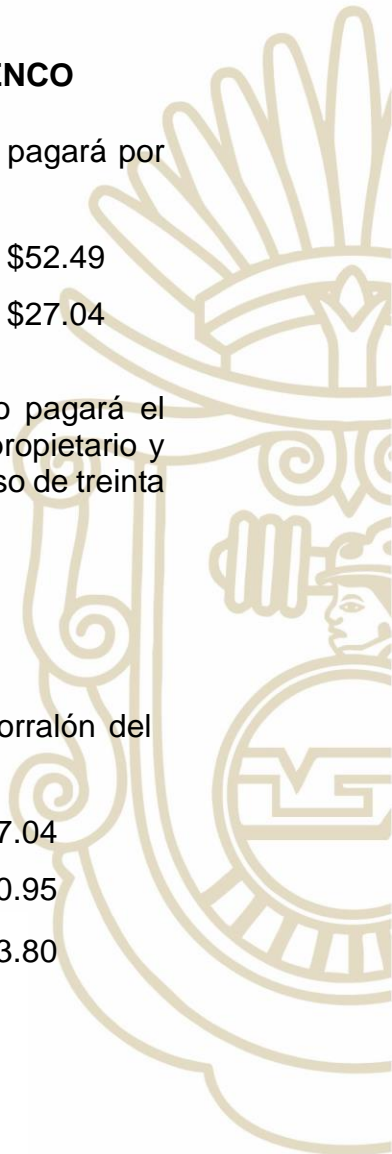 ENCO
pagará por
$52.49
$27.04
o pagará el
propietario y
so de treinta
orralón del
7.04
0.95
3.80